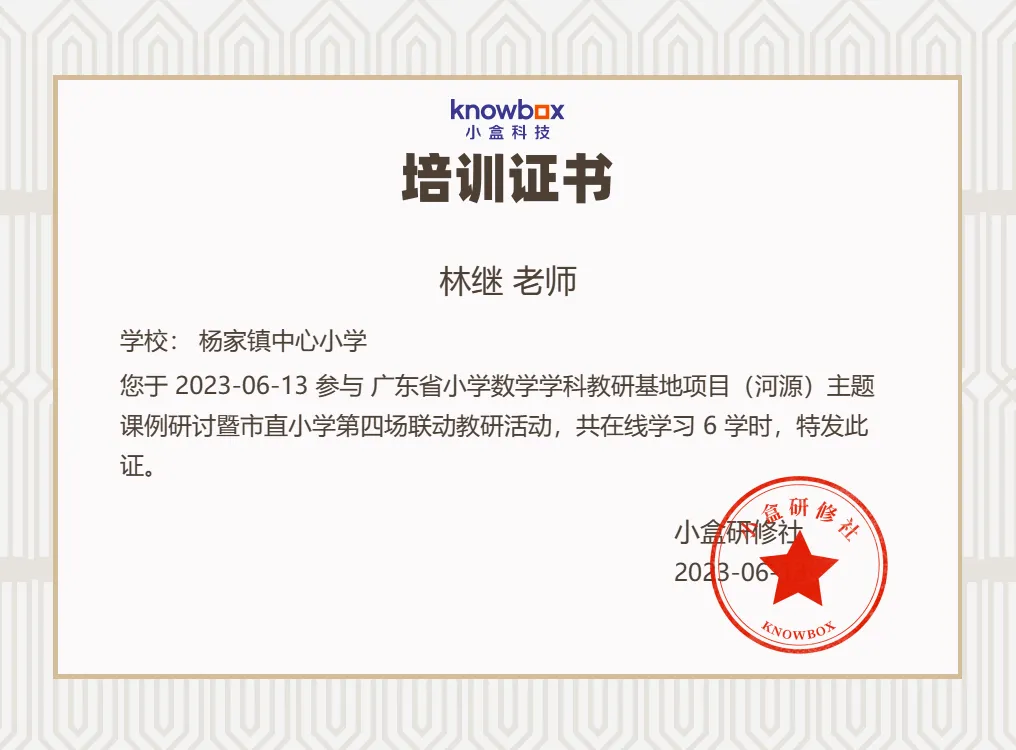 knowbox
小盒科技
培训证书
林继 老师
学校： 杨家镇中心小学
您于 2023-06-13 参与 广东省小学数学学科教研基地项目（河源）主题
课例研讨暨市直小学第四场联动教研活动，共在线学习 6 学时，特发此
证。
小盒研修社
小盒研修社
2023-06-13
KNOWBOX